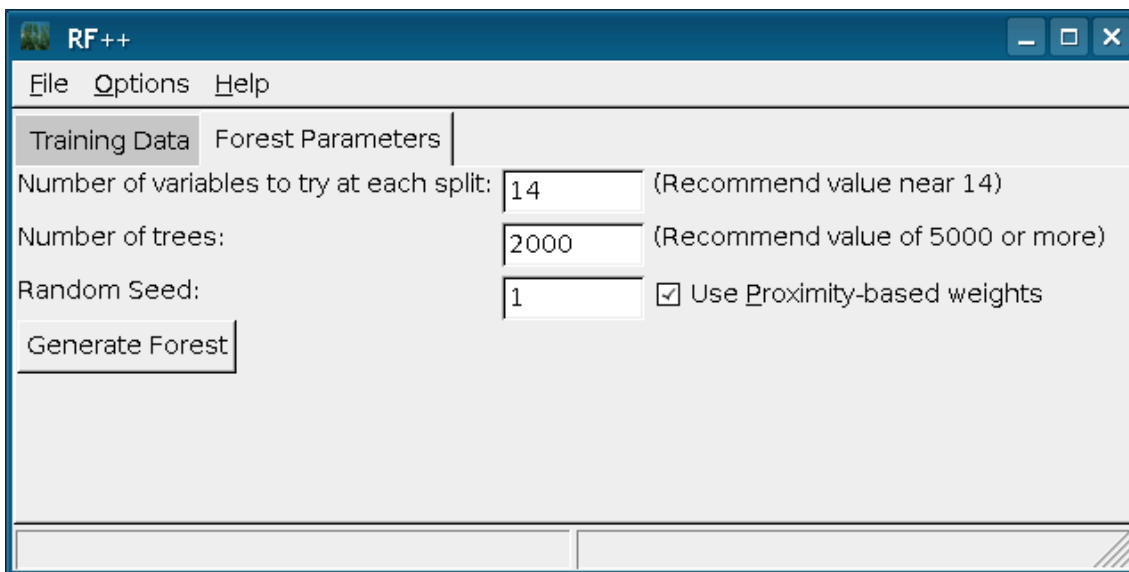 RF++
File Options Help
Training Data Forest Parameters
Number of variables to try at each split: 14 (Recommend value near 14)
Number of trees: 2000 (Recommend value of 5000 or more)
Random Seed: 1 Use Proximity-based weights
Generate Forest